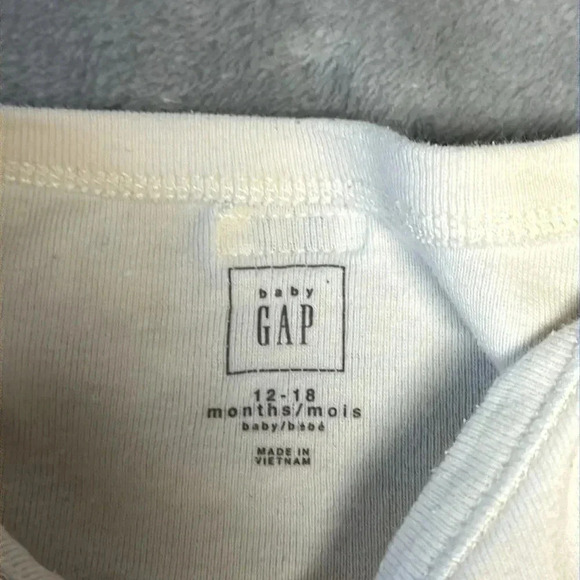 baby
GAP
12-18
months/mois
baby/bébé
MADE IN
VIETNAM